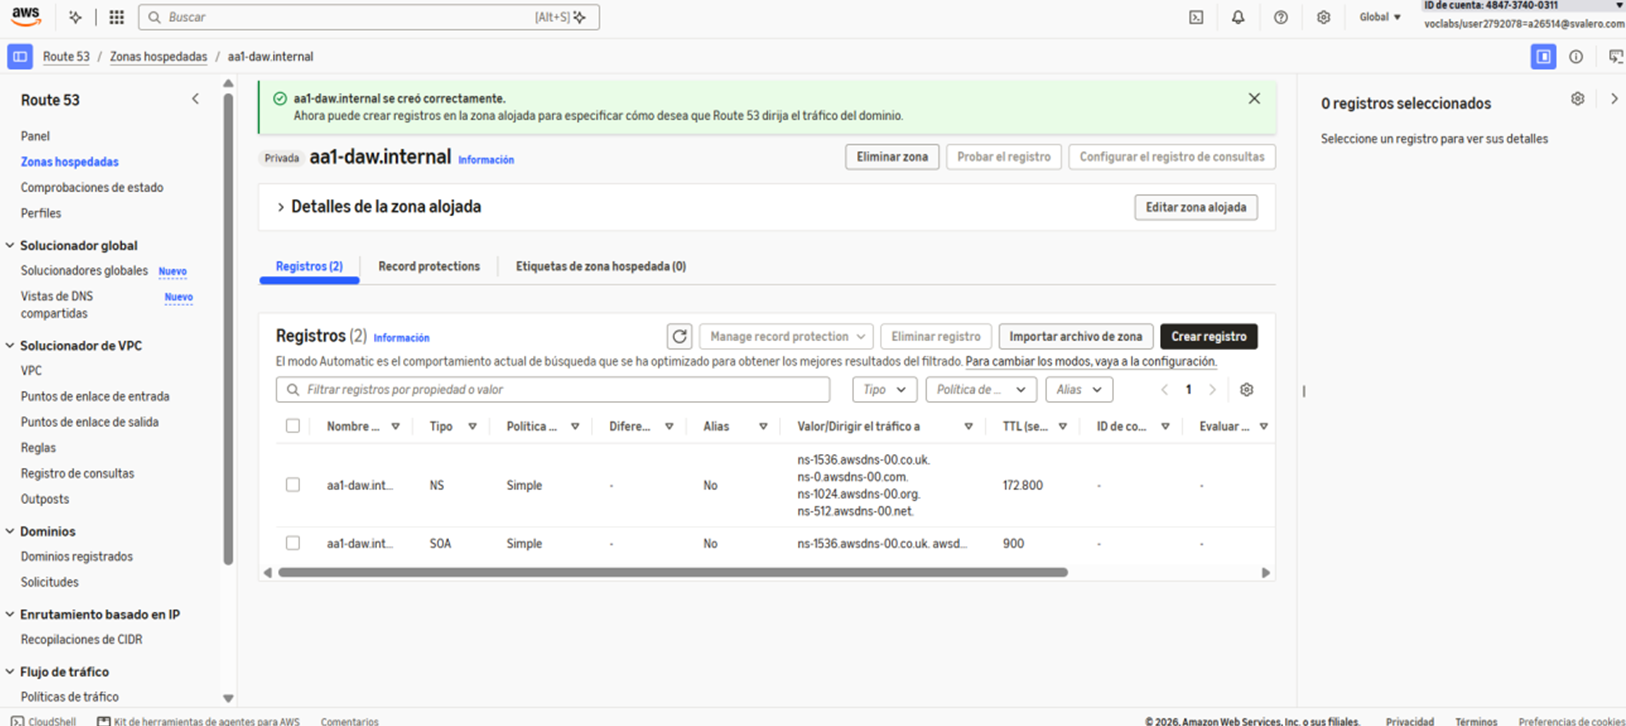 aws
Buscar
[Alt+S]
Global
ID de cuenta: 4847-3740-0311
voclabs/user2792078=a26514@svalero.com
Route 53 / Zonas hospedadas / aa1-daw.internal
Route 53
Panel
Zonas hospedadas
Comprobaciones de estado
Perfiles
Solucionador global
Solucionadores globales Nuevo
Vistas de DNS compartidas Nuevo
Solucionador de VPC
VPC
Puntos de enlace de entrada
Puntos de enlace de salida
Reglas
Registro de consultas
Outposts
Dominios
Dominios registrados
Solicitudes
Enrutamiento basado en IP
Recopilaciones de CIDR
Flujo de tráfico
Políticas de tráfico
aa1-daw.internal se creó correctamente.
Ahora puede crear registros en la zona alojada para especificar cómo desea que Route 53 dirija el tráfico del dominio.
Privada aa1-daw.internal Información
Eliminar zona
Probar el registro
Configurar el registro de consultas
Detalles de la zona alojada
Editar zona alojada
Registros (2)
Record protections
Etiquetas de zona hospedada (0)
Registros (2) Información
Manage record protection
Eliminar registro
Importar archivo de zona
Crear registro
El modo Automatic es el comportamiento actual de búsqueda que se ha optimizado para obtener los mejores resultados del filtrado. Para cambiar los modos, vaya a la configuración.
Filtrar registros por propiedad o valor
Tipo
Política de ...
Alias
1
Nombre ... Tipo Política ... Difere... Alias Valor/Dirigir el tráfico a TTL (se... ID de co... Evaluar ...
aa1-daw.int... NS Simple - No
ns-1536.awsdns-00.co.uk.
ns-0.awsdns-00.com.
ns-1024.awsdns-00.org.
ns-512.awsdns-00.net.
172.800 - -
aa1-daw.int... SOA Simple - No ns-1536.awsdns-00.co.uk. awsd... 900 - -
0 registros seleccionados
Seleccione un registro para ver sus detalles
CloudShell
Kit de herramientas de agentes para AWS
Comentarios
© 2026, Amazon Web Services, Inc. o sus filiales.
Privacidad
Términos
Preferencias de cookies